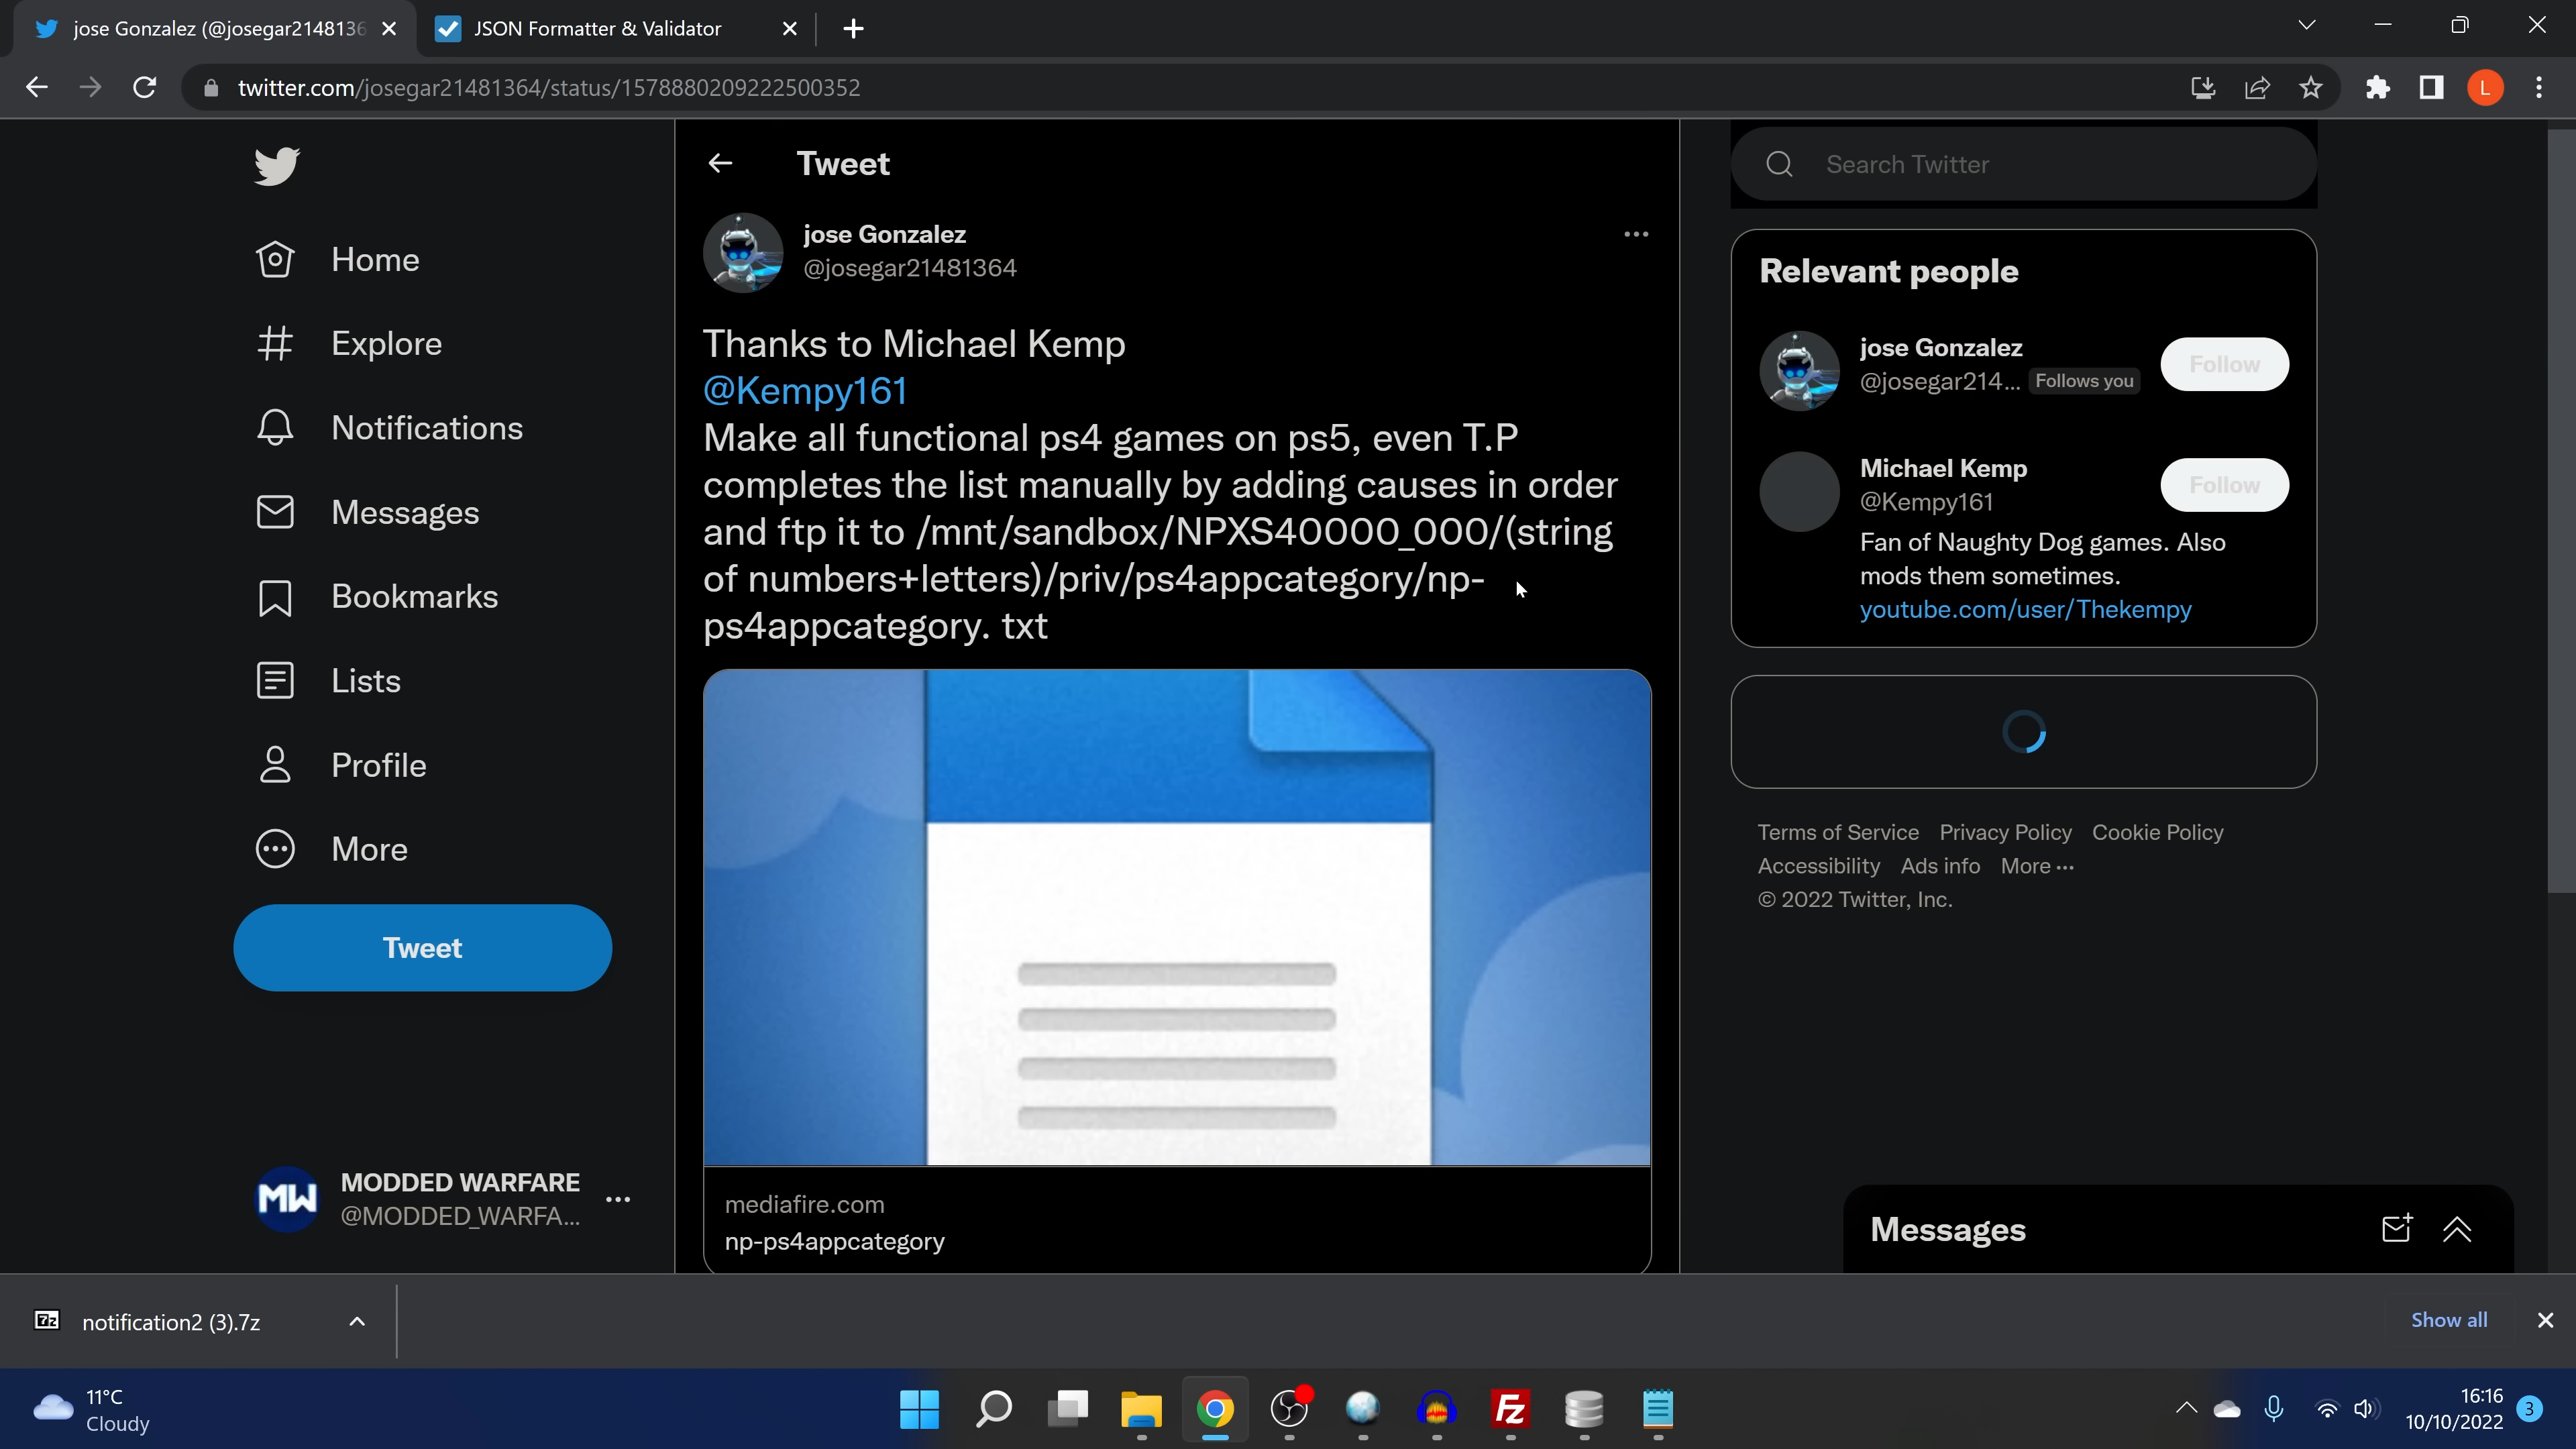 jose Gonzalez (@josegar2148136
JSON Formatter & Validator
twitter.com/josegar21481364/status/1578880209222500352
L
Home
Explore
Notifications
Messages
Bookmarks
Lists
Profile
More
Tweet
MODDED WARFARE
@MODDED_WARFA...
MW
Tweet
jose Gonzalez
@josegar21481364
Thanks to Michael Kemp
@Kempy161
Make all functional ps4 games on ps5, even T.P
completes the list manually by adding causes in order
and ftp it to /mnt/sandbox/NPXS40000_000/(string
of numbers+letters)/priv/ps4appcategory/np-
ps4appcategory. txt
mediafire.com
np-ps4appcategory
Search Twitter
Relevant people
jose Gonzalez
@josegar214... Follows you
Follow
Michael Kemp
@Kempy161
Follow
Fan of Naughty Dog games. Also
mods them sometimes.
youtube.com/user/Thekempy
Terms of Service Privacy Policy Cookie Policy
Accessibility Ads info More ···
© 2022 Twitter, Inc.
Messages
7z
notification2 (3).7z
Show all
11°C
Cloudy
Fz
16:16
10/10/2022
3